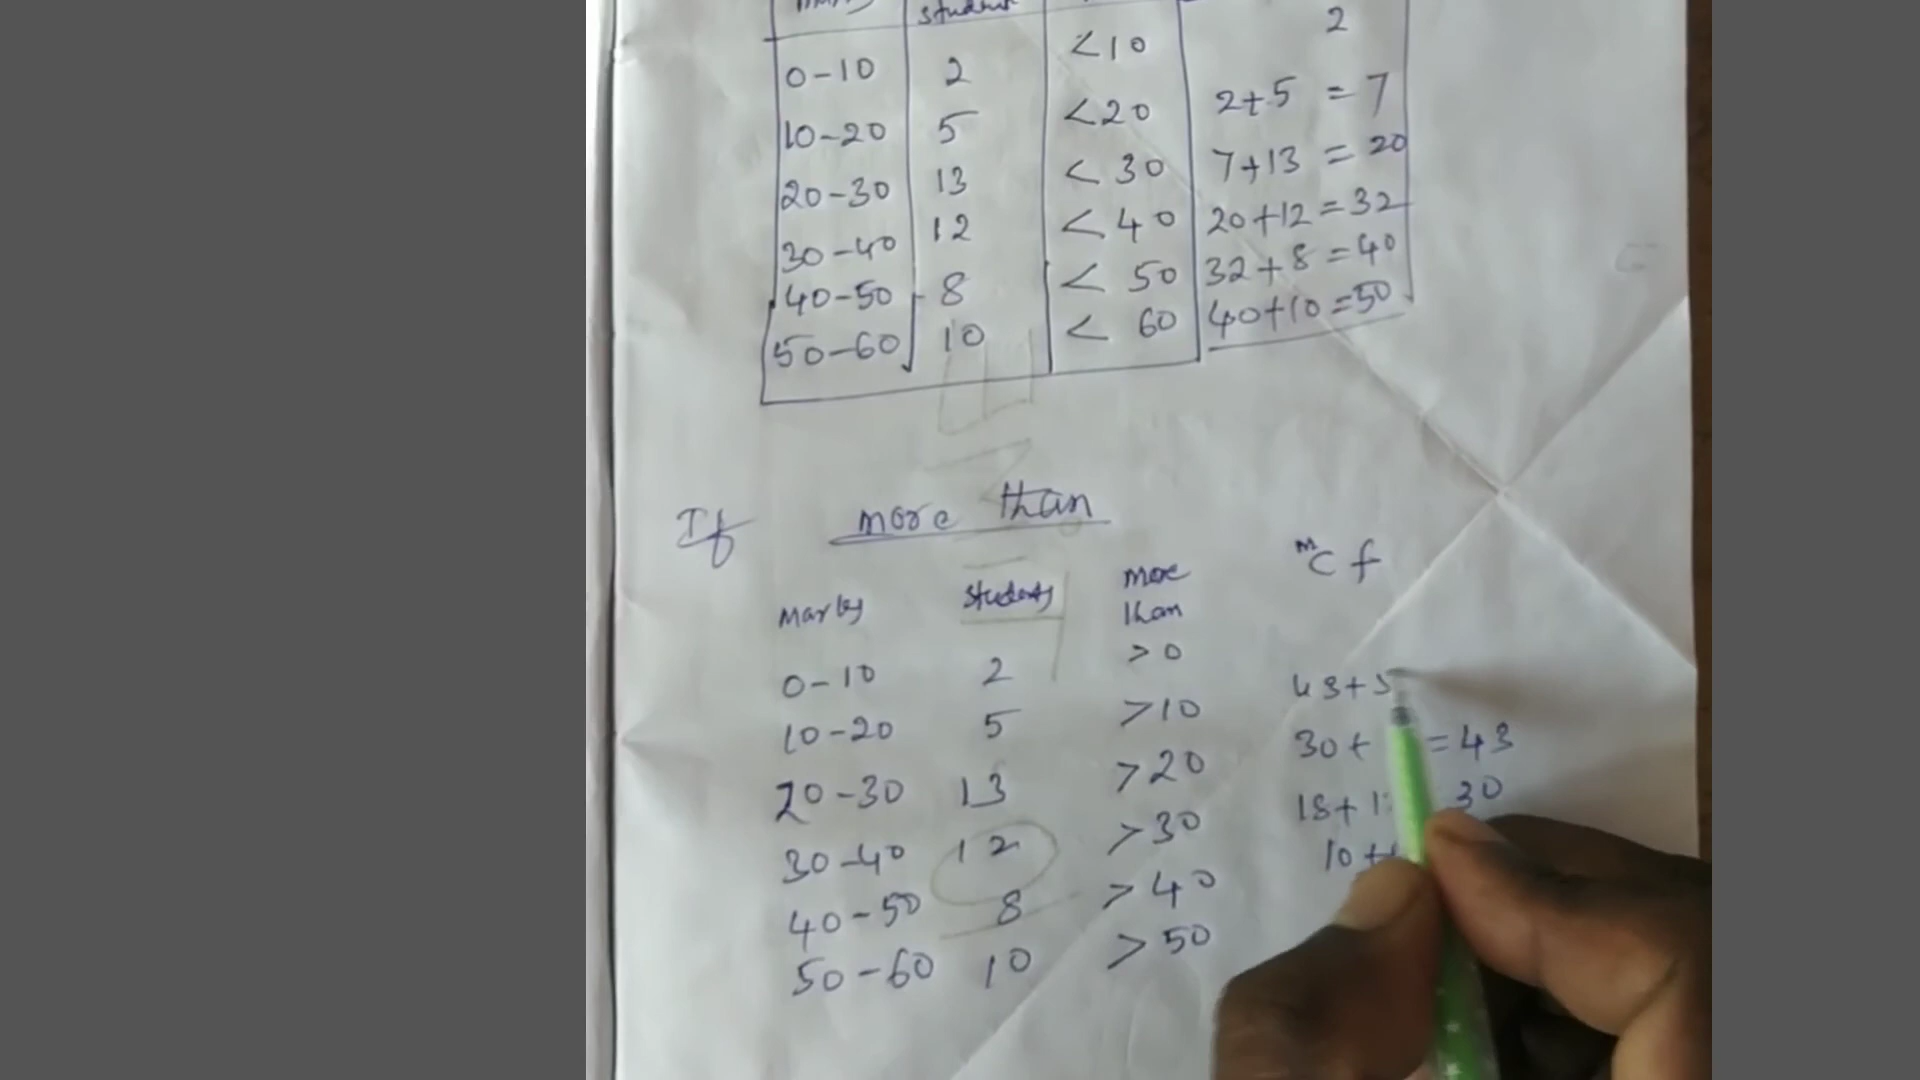 student
0-10 2 <10 2
10-20 5 <20 2+5 = 7
20-30 13 <30 7+13 = 20
30-40 12 <40 20+12=32
40-50 8 <50 32+8=40
50-60 10 <60 40+10=50
If more than
Marks Students More than mcf
0-10 2 >0
10-20 5 >10 43+5
20-30 13 >20 30+ =43
30-40 12 >30 18+1 30
40-50 8 >40 10+
50-60 10 >50